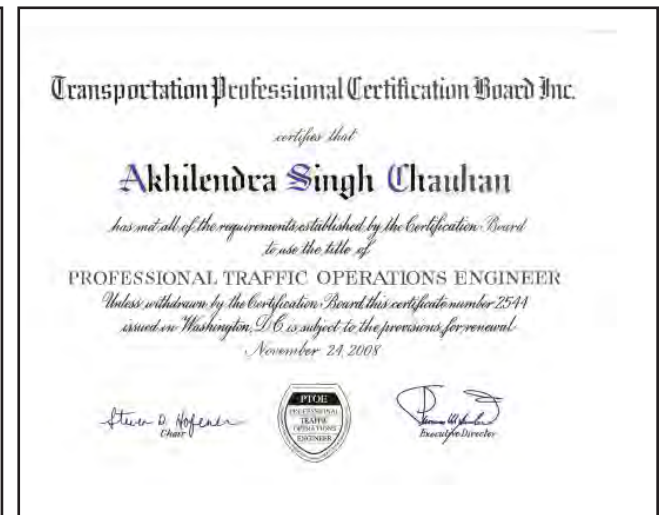 Transportation Professional Certification Board Inc.
certifies that
Akhilendra Singh Chauhan
has met all of the requirements established by the Certification Board
to use the title of
PROFESSIONAL TRAFFIC OPERATIONS ENGINEER
Unless withdrawn by the Certification Board this certificate number 2544
issued in Washington, D C is subject to the provisions for renewal
November 24, 2008
Steven D. Hofener
Chair
PTOE
PROFESSIONAL
TRAFFIC
OPERATIONS
ENGINEER
Executive Director